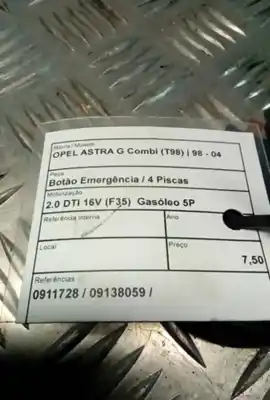 Marca / Modelo
OPEL ASTRA G Combi (T98) | 98 - 04
Peça
Botào Emergência / 4 Piscas
Motorização
2.0 DTI 16V (F35) Gasóleo 5P
Referência Interna
Ano
Local
Preço
7,50
Referências
0911728 / 09138059 /